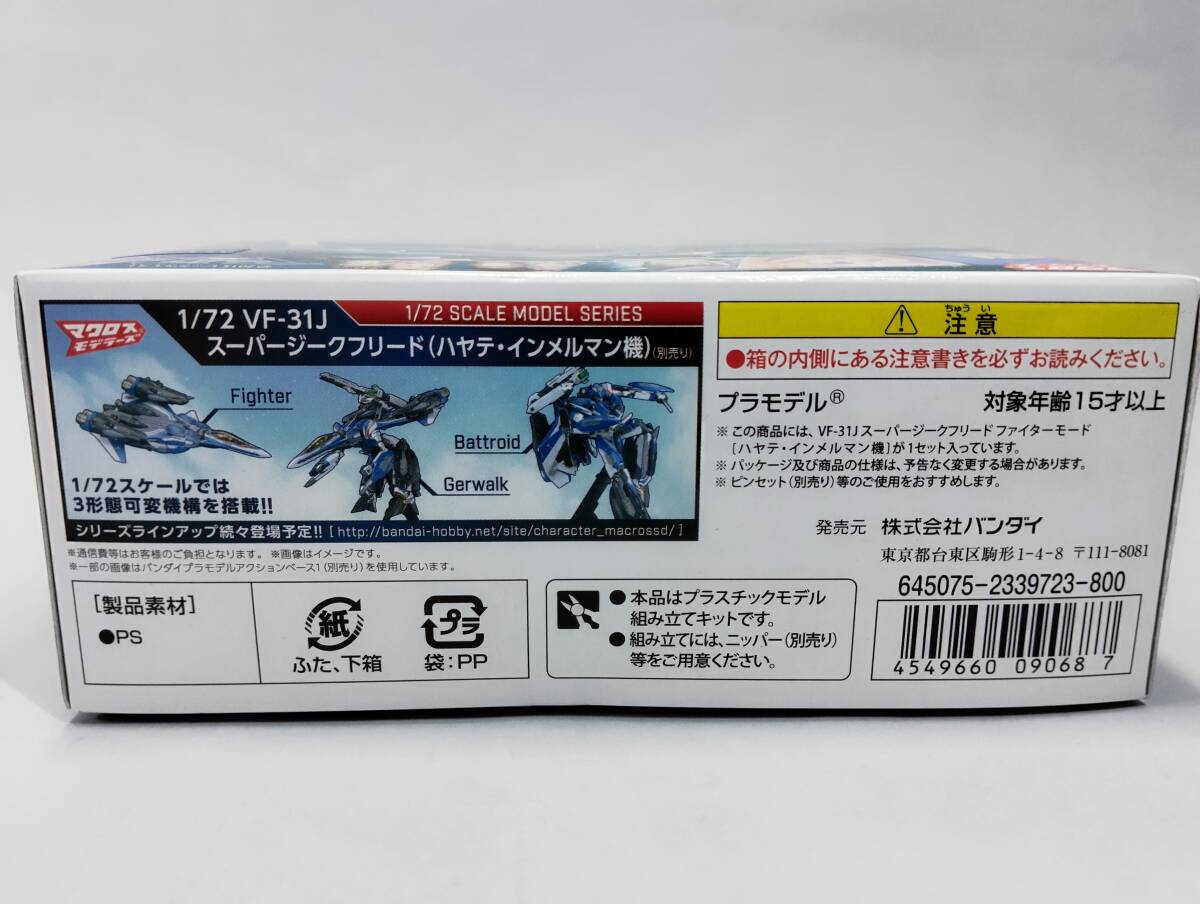 マクロス
モデラーズ
1/72 VF-31J
1/72 SCALE MODEL SERIES
スーパージークフリード(ハヤテ・インメルマン機)(別売り)
Fighter
Battroid
Gerwalk
1/72スケールでは
3形態可変機構を搭載!!
シリーズラインアップ続々登場予定!! [http://bandai-hobby.net/site/character_macrossd/]
※通信費等はお客様のご負担となります。 ※画像はイメージです。
※一部の画像はバンダイプラモデルアクションベース1(別売り)を使用しています。
[製品素材]
●PS
紙
ふた、下箱
プラ
袋:PP
ちゅう い
注意
●箱の内側にある注意書きを必ずお読みください。
プラモデル® 対象年齢15才以上
※ この商品には、VF-31J スーパージークフリード ファイターモード
[ハヤテ・インメルマン機]が1セット入っています。
※ パッケージ及び商品の仕様は、予告なく変更する場合があります。
※ ピンセット(別売り)等のご使用をおすすめします。
発売元 株式会社バンダイ
東京都台東区駒形1-4-8 〒111-8081
●本品はプラスチックモデル
組み立てキットです。
●組み立てには、ニッパー(別売り)
等をご用意ください。
645075-2339723-800
4549660 09068 7